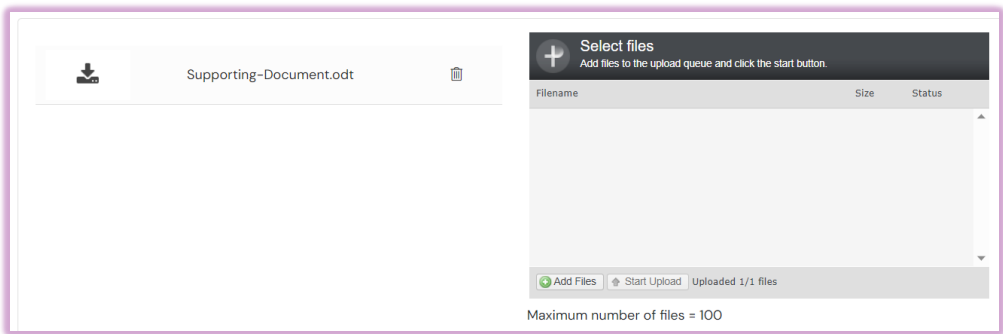 Supporting-Document.odt
Select files
Add files to the upload queue and click the start button.
Filename Size Status
Add Files Start Upload Uploaded 1/1 files
Maximum number of files = 100